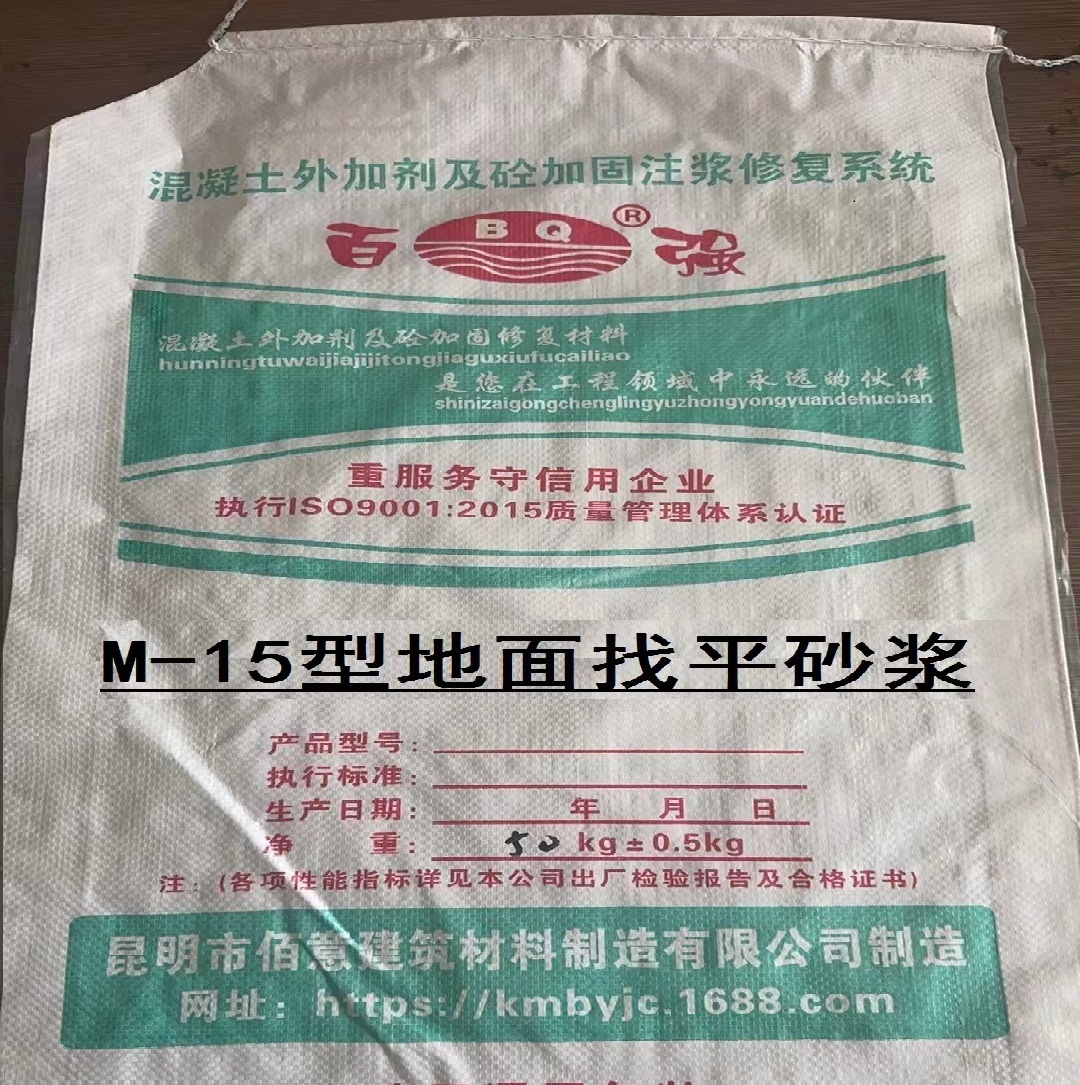 混凝土外加剂及砼加固注浆修复系统
百 BQ® 强
混凝土外加剂及砼加固修复材料
hunningtuwaijiajijitongjiaguxiufucailiao
是您在工程领域中永远的伙伴
shinizaigongchenglingyuzhongyongyuandehuoban
重服务守信用企业
执行ISO9001:2015质量管理体系认证
M-15型地面找平砂浆
产品型号：
执行标准：
生产日期： 年 月 日
净 重： 50 kg±0.5kg
注：(各项性能指标详见本公司出厂检验报告及合格证书)
昆明市佰意建筑材料制造有限公司制造
网址：https://kmbyjc.1688.com